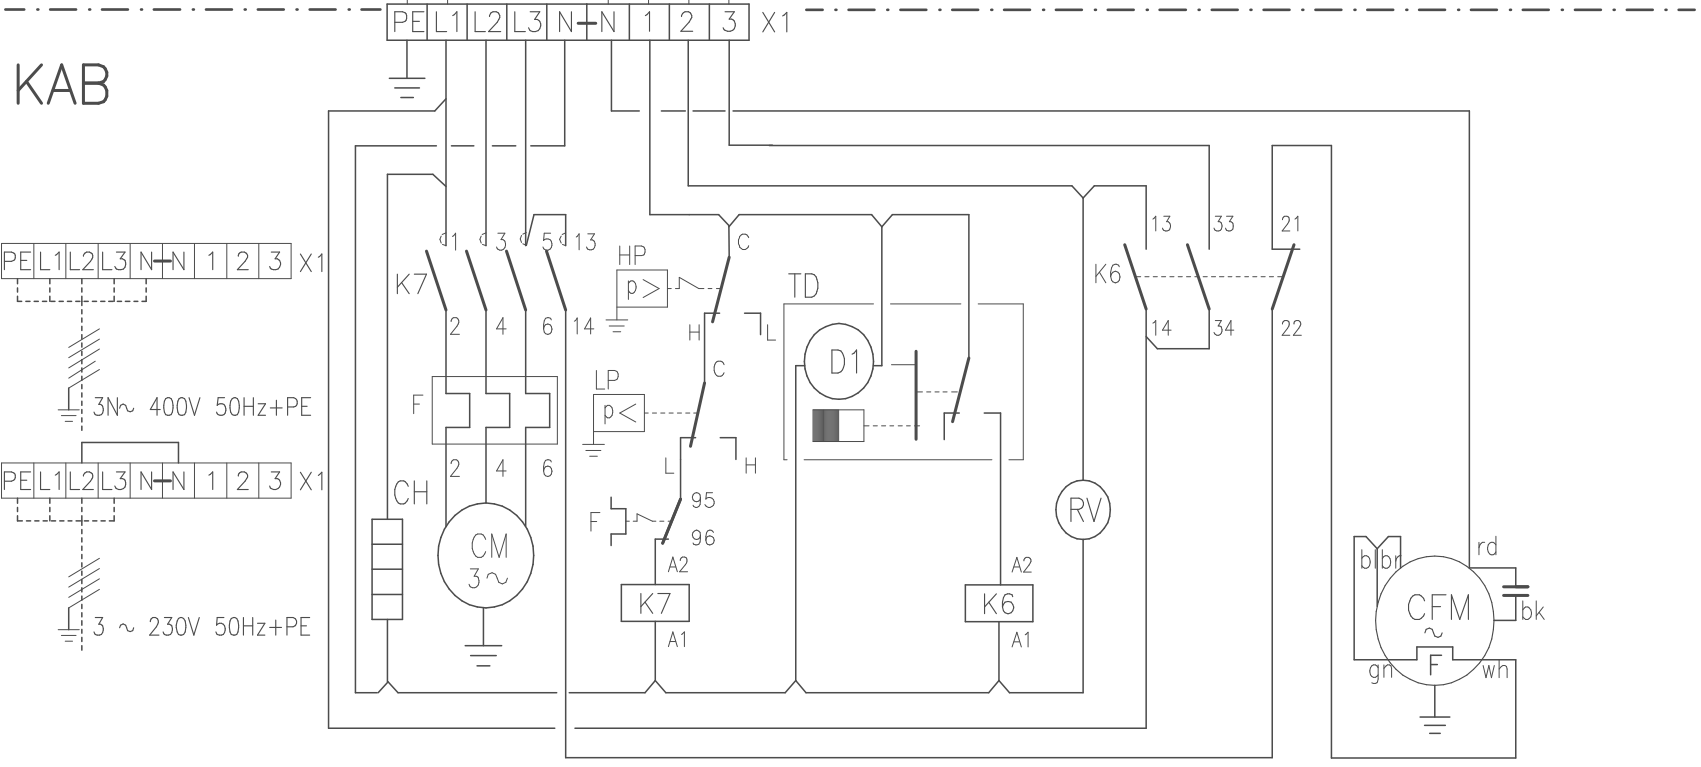 PE L1 L2 L3 N N 1 2 3 X1
KAB
13 33 21
1 3 5 13
C
HP
PE L1 L2 L3 N N 1 2 3 X1
K7
p >
TD
K6
2 4 6 14
H L
14 34 22
D1
C
LP
3N~ 400V 50Hz+PE
F
p <
PE L1 L2 L3 N N 1 2 3 X1
2 4 6
L H
CH
95
F
RV
96
CM
3~
rd
bl br
A2 A2
K7 K6
CFM
~
bk
3 ~ 230V 50Hz+PE
A1 A1
F
gn wh